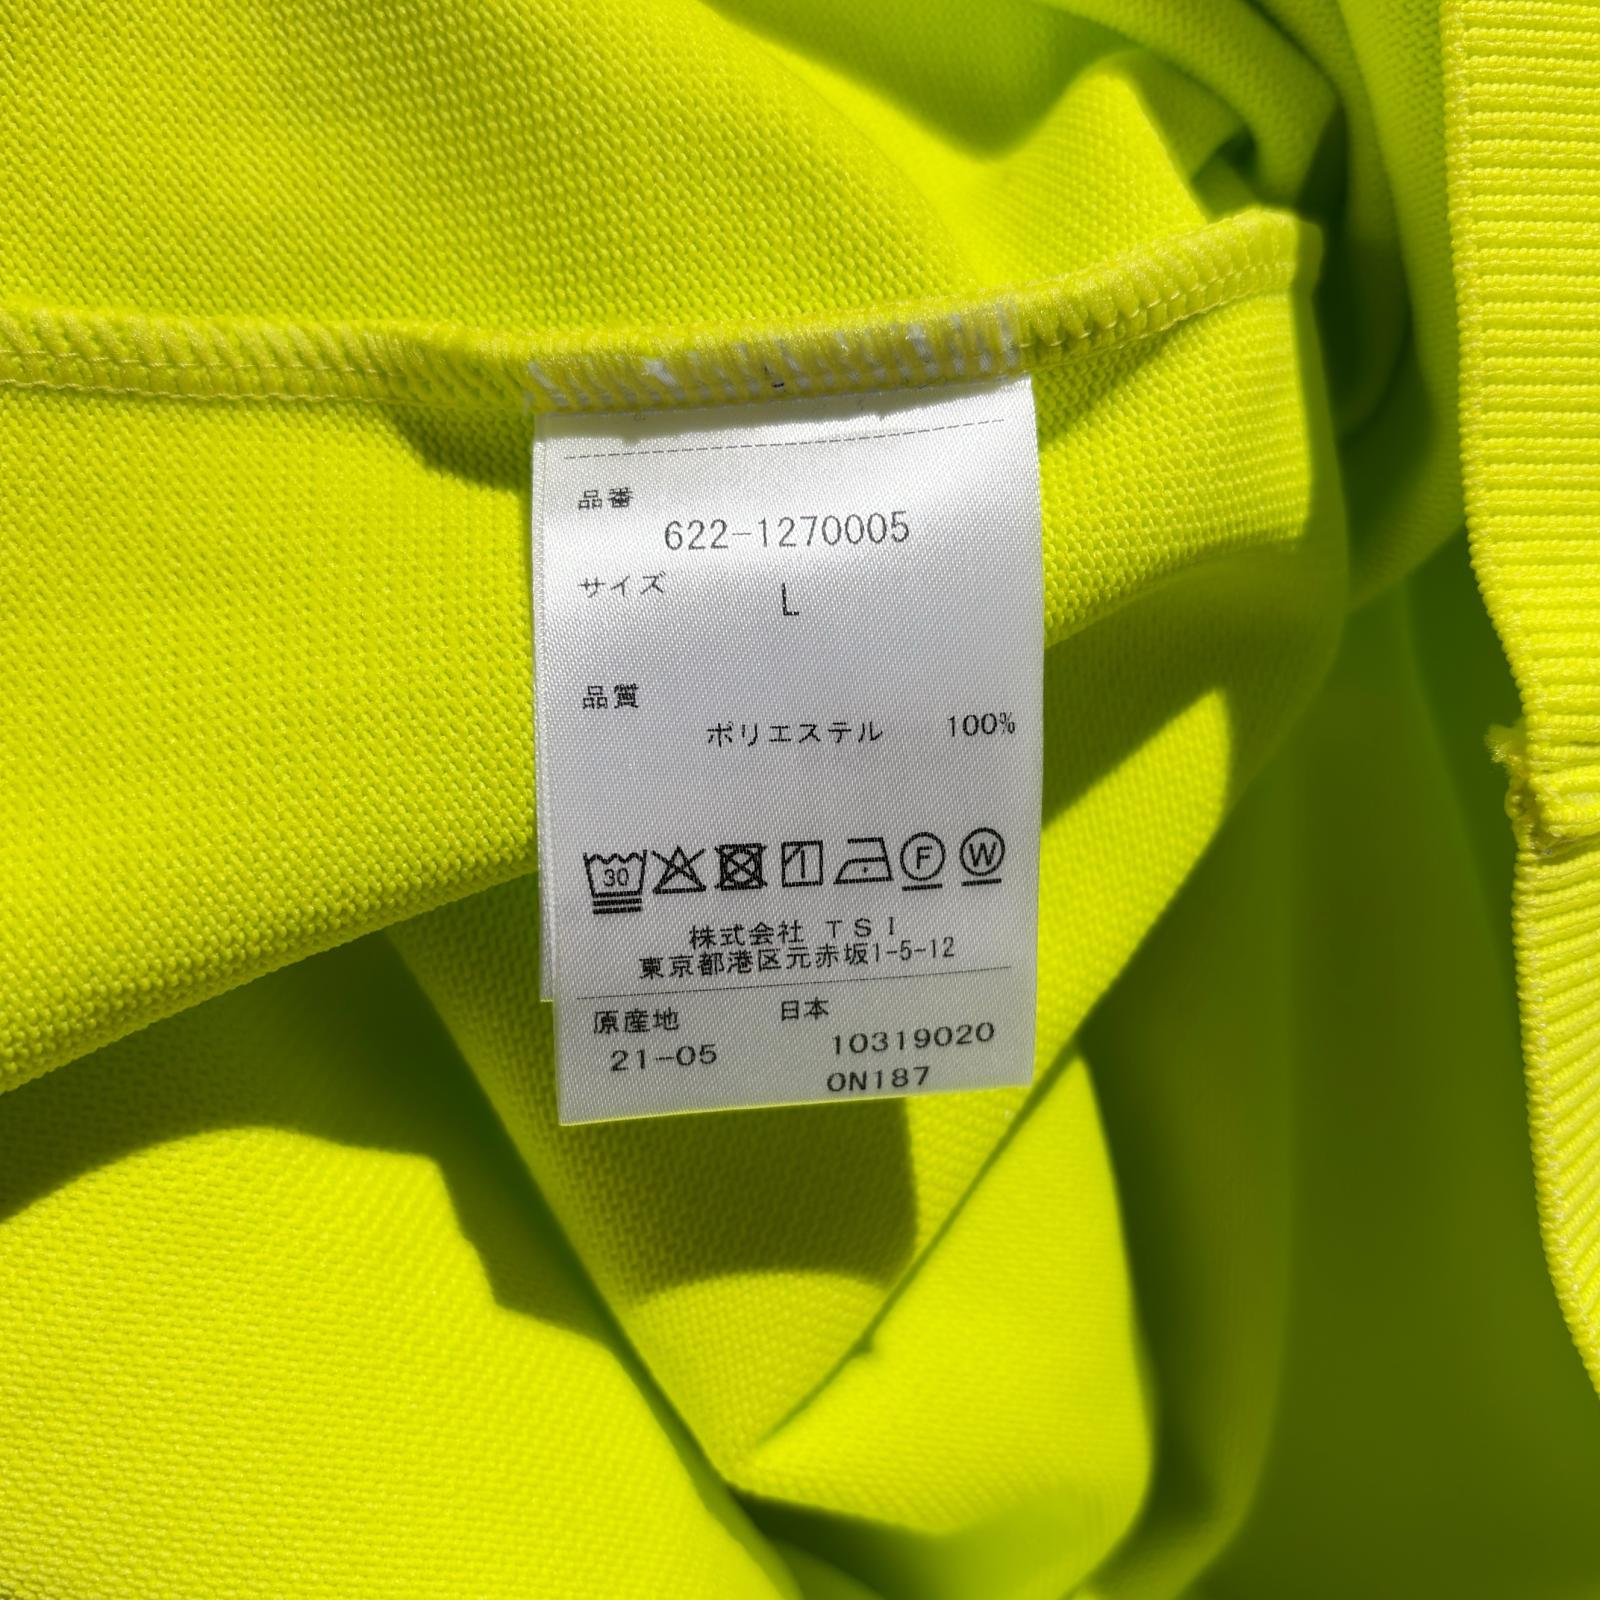 品番
622-1270005
サイズ
L
品質
ポリエステル 100%
30 F W
株式会社 TSI
東京都港区元赤坂1-5-12
原産地 日本
21-05 10319020
ON187